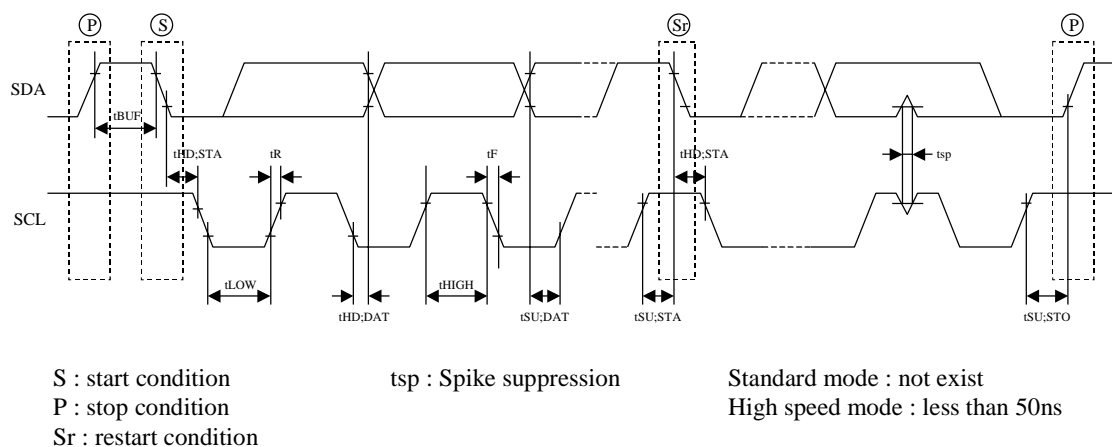 P S Sr P
SDA
tBUF
tHD;STA tR tF tHD;STA tsp
SCL
tLOW tHIGH
tHD;DAT tSU;DAT tSU;STA tSU;STO
S : start condition tsp : Spike suppression Standard mode : not exist
P : stop condition High speed mode : less than 50ns
Sr : restart condition